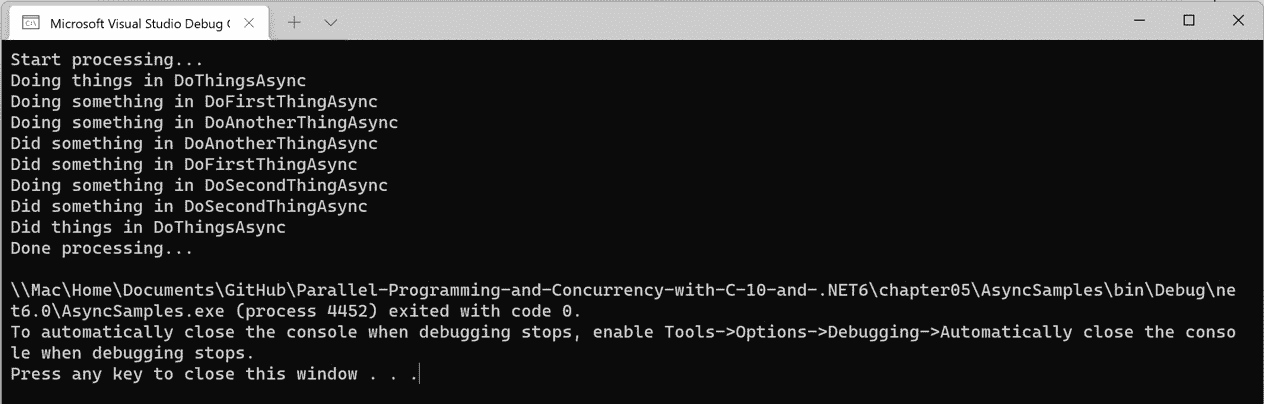 Microsoft Visual Studio Debug C
Start processing...
Doing things in DoThingsAsync
Doing something in DoFirstThingAsync
Doing something in DoAnotherThingAsync
Did something in DoAnotherThingAsync
Did something in DoFirstThingAsync
Doing something in DoSecondThingAsync
Did something in DoSecondThingAsync
Did things in DoThingsAsync
Done processing...
\\Mac\Home\Documents\GitHub\Parallel-Programming-and-Concurrency-with-C-10-and-.NET6\chapter05\AsyncSamples\bin\Debug\ne
t6.0\AsyncSamples.exe (process 4452) exited with code 0.
To automatically close the console when debugging stops, enable Tools->Options->Debugging->Automatically close the conso
le when debugging stops.
Press any key to close this window . . .